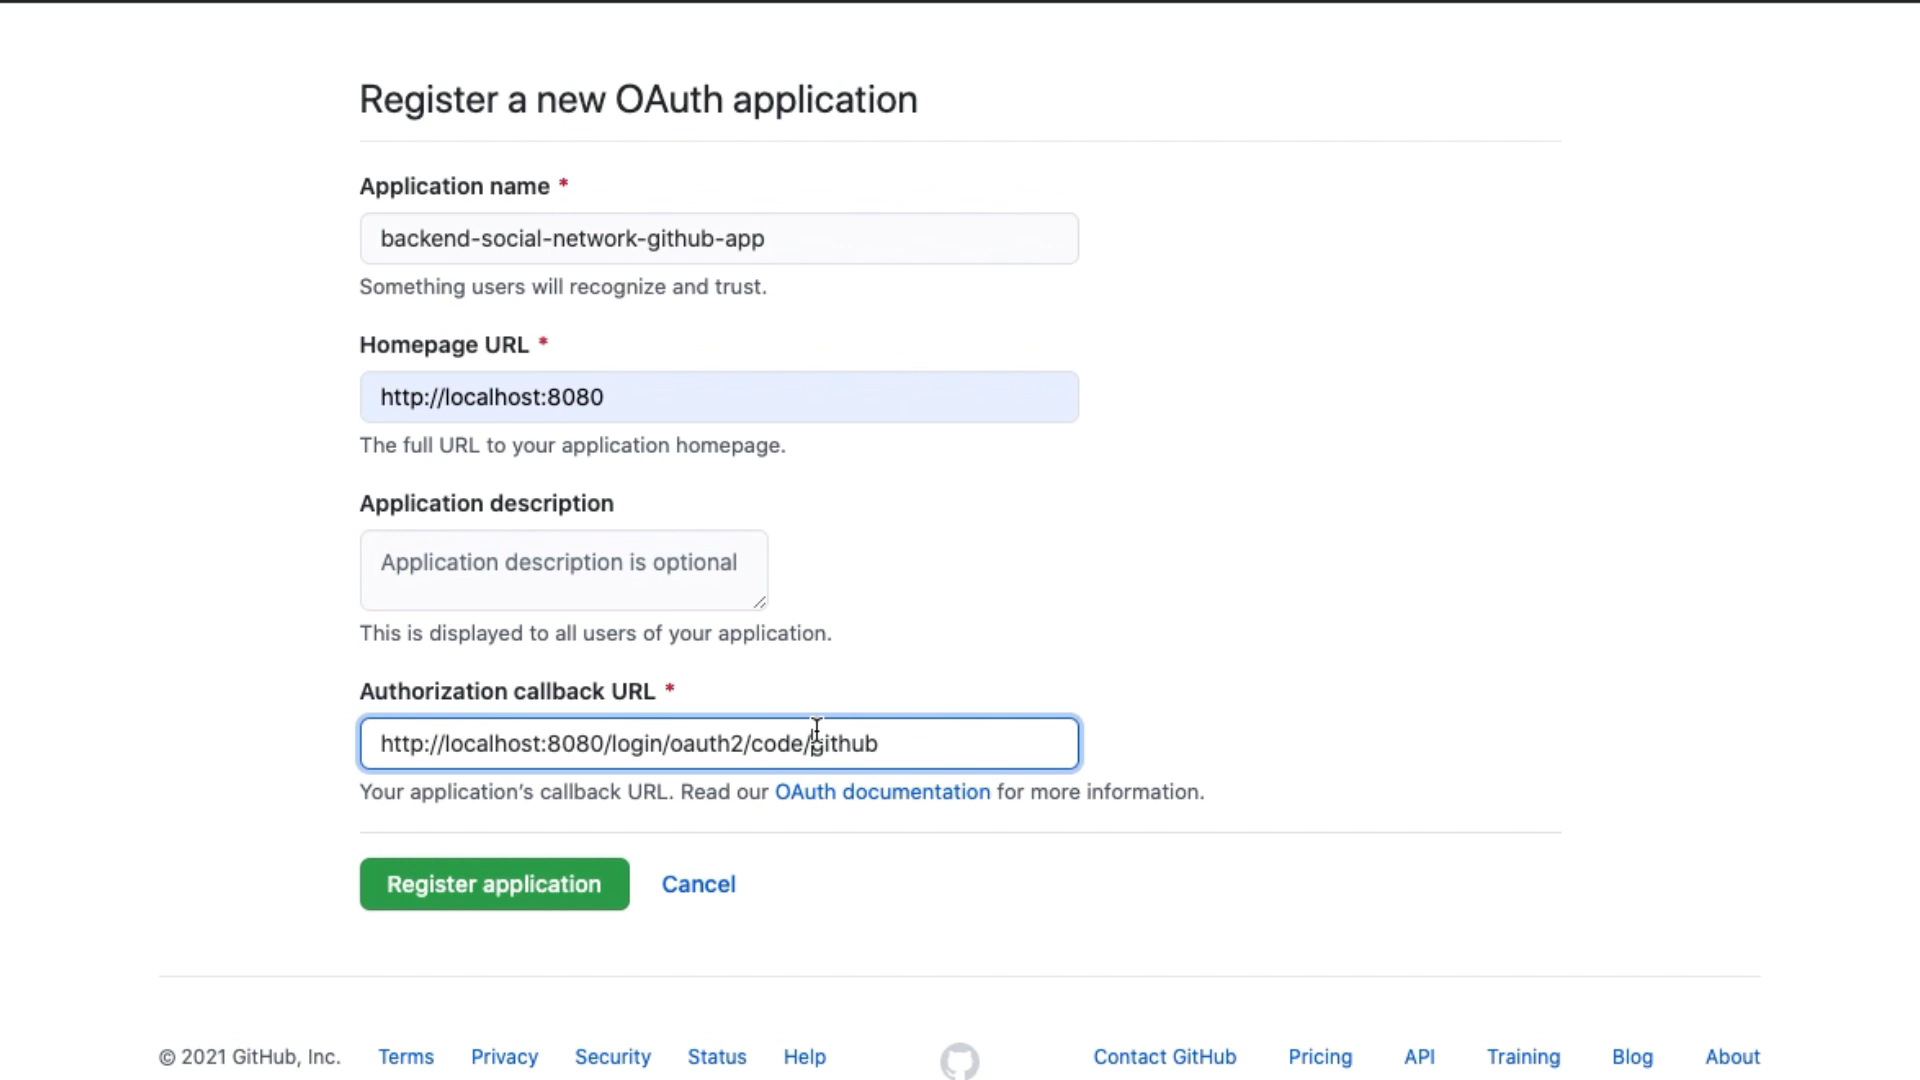 Register a new OAuth application
Application name *
backend-social-network-github-app
Something users will recognize and trust.
Homepage URL *
http://localhost:8080
The full URL to your application homepage.
Application description
Application description is optional
This is displayed to all users of your application.
Authorization callback URL *
http://localhost:8080/login/oauth2/code/github
Your application's callback URL. Read our OAuth documentation for more information.
Register application Cancel
© 2021 GitHub, Inc. Terms Privacy Security Status Help Contact GitHub Pricing API Training Blog About